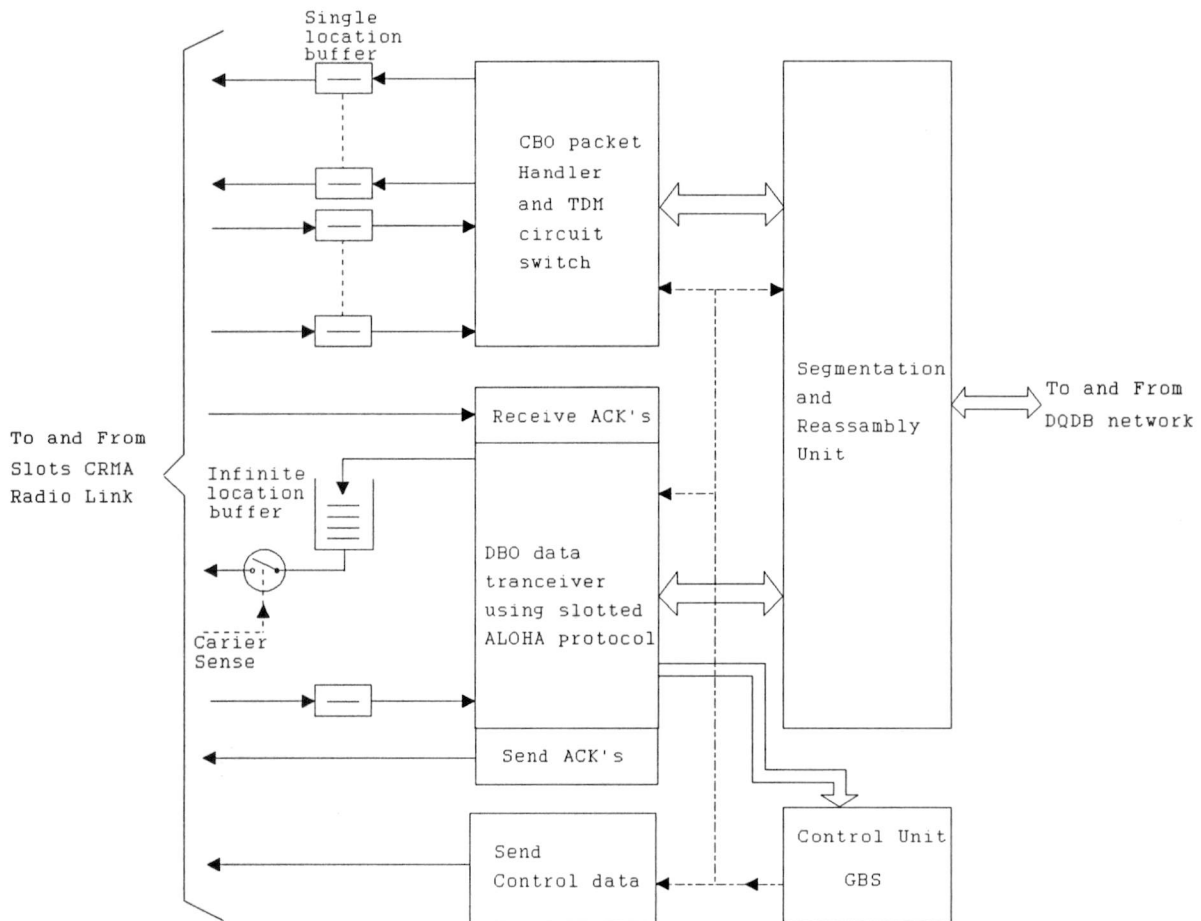 Single
location
buffer
CBO packet
Handler
and TDM
circuit
switch
Segmentation
and
Reassambly
Unit
To and From
DQDB network
Receive ACK's
To and From
Slots CRMA
Radio Link
Infinite
location
buffer
DBO data
tranceiver
using slotted
ALOHA protocol
Carier
Sense
Send ACK's
Send
Control data
Control Unit
GBS